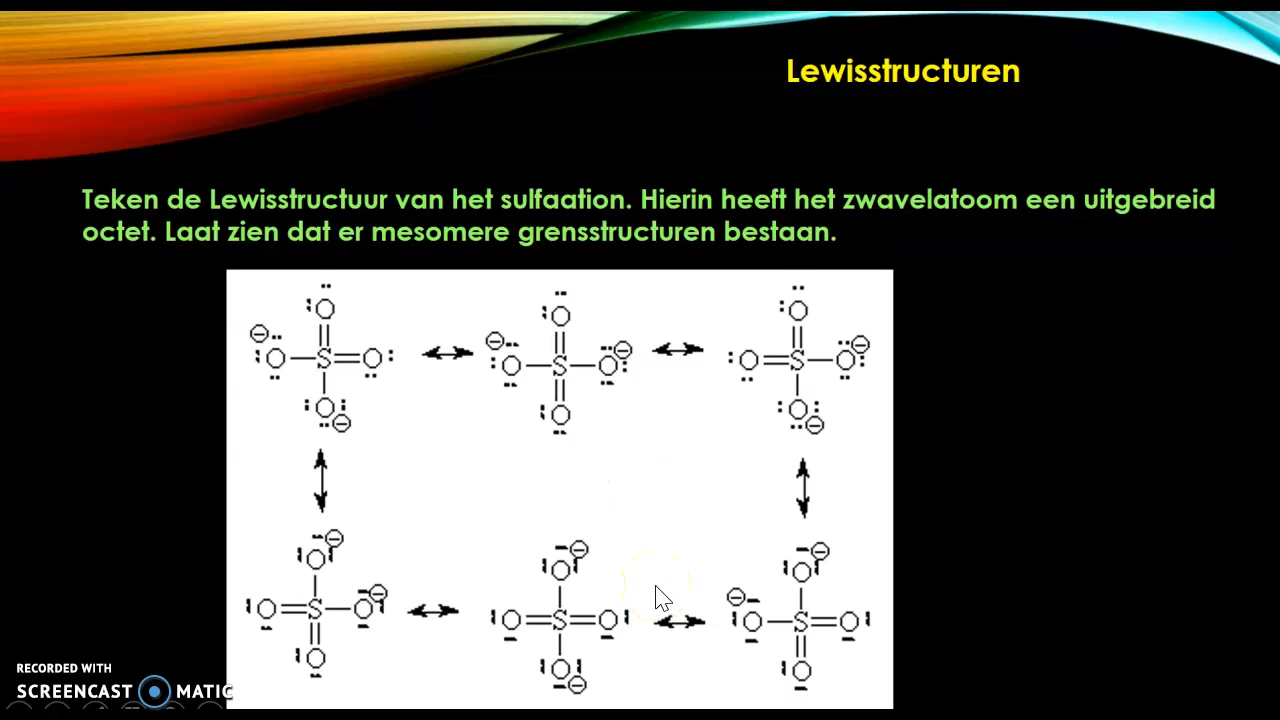 Lewisstructuren
Teken de Lewisstructuur van het sulfaation. Hierin heeft het zwavelatoom een uitgebreid
octet. Laat zien dat er mesomere grensstructuren bestaan.
O O O
O S O O S O O S O
O O O
O O O
O S O O S O O S O
O O O
RECORDED WITH
SCREENCAST MATIC